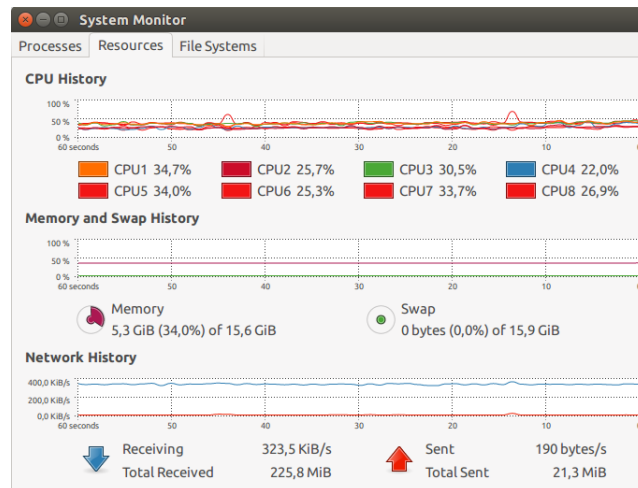 System Monitor
Processes Resources File Systems
CPU History
100 %
50 %
0 %
60 seconds 50 40 30 20 10 0
CPU1 34,7% CPU2 25,7% CPU3 30,5% CPU4 22,0%
CPU5 34,0% CPU6 25,3% CPU7 33,7% CPU8 26,9%
Memory and Swap History
100 %
50 %
0 %
60 seconds 50 40 30 20 10 0
Memory Swap
5,3 GiB (34,0%) of 15,6 GiB 0 bytes (0,0%) of 15,9 GiB
Network History
400,0 KiB/s
200,0 KiB/s
0,0 KiB/s
60 seconds 50 40 30 20 10 0
Receiving 323,5 KiB/s Sent 190 bytes/s
Total Received 225,8 MiB Total Sent 21,3 MiB